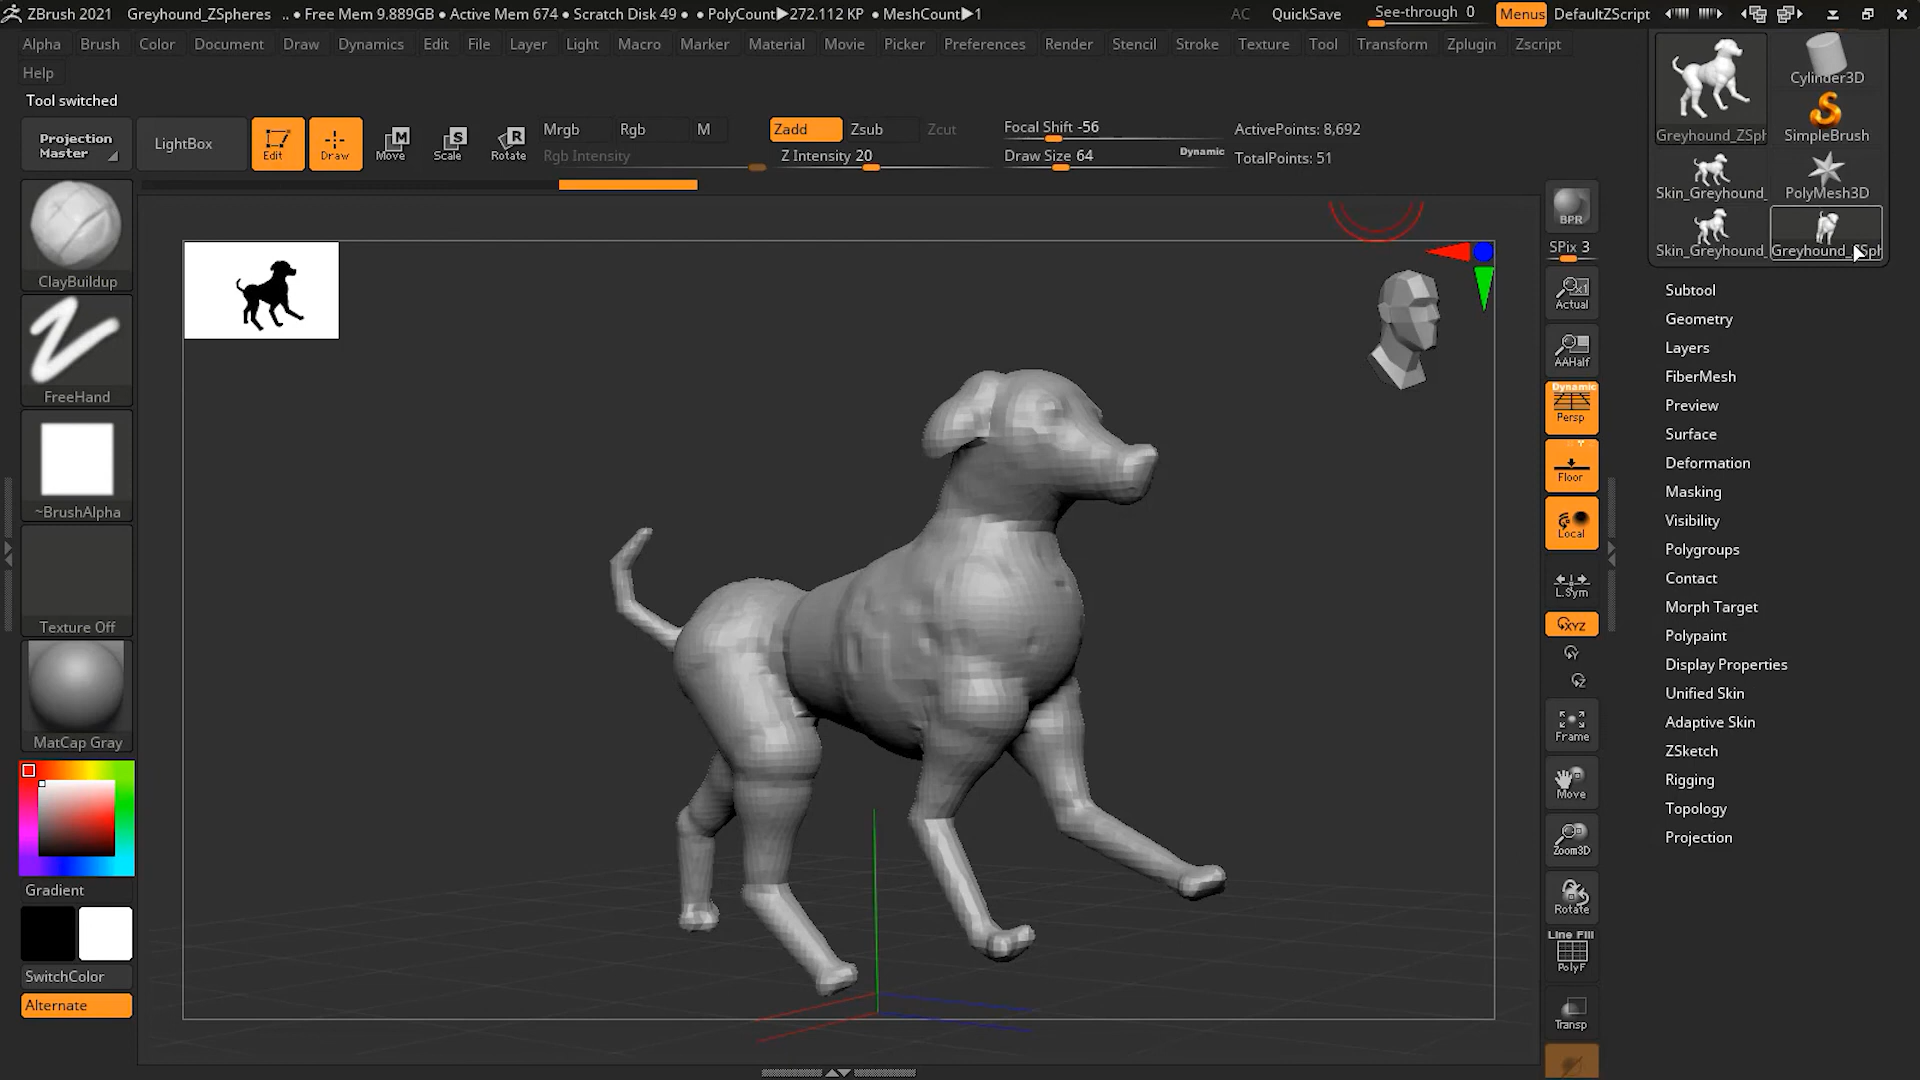 ZBrush 2021 Greyhound_ZSpheres .. • Free Mem 9.889GB • Active Mem 674 • Scratch Disk 49 • • PolyCount▶272.112 KP • MeshCount▶1 AC QuickSave See-through 0 Menus DefaultZScript
Alpha Brush Color Document Draw Dynamics Edit File Layer Light Macro Marker Material Movie Picker Preferences Render Stencil Stroke Texture Tool Transform Zplugin Zscript
Help
Tool switched
Projection
Master
LightBox
Edit
Draw
M
Move
S
Scale
R
Rotate
Mrgb Rgb M
Rgb Intensity
Zadd Zsub Zcut
Z Intensity 20
Focal Shift -56
Draw Size 64 Dynamic
ActivePoints: 8,692
TotalPoints: 51
ClayBuildup
FreeHand
~BrushAlpha
Texture Off
MatCap Gray
Gradient
SwitchColor
Alternate
BPR
SPix 3
Actual
AAHalf
Dynamic
Persp
Floor
Local
L.Sym
XYZ
Y
Z
Frame
Move
Zoom3D
Rotate
Line Fill
PolyF
Transp
Greyhound_ZSph
Cylinder3D
SimpleBrush
Skin_Greyhound_
PolyMesh3D
Skin_Greyhound_
Subtool
Geometry
Layers
FiberMesh
Preview
Surface
Deformation
Masking
Visibility
Polygroups
Contact
Morph Target
Polypaint
Display Properties
Unified Skin
Adaptive Skin
ZSketch
Rigging
Topology
Projection